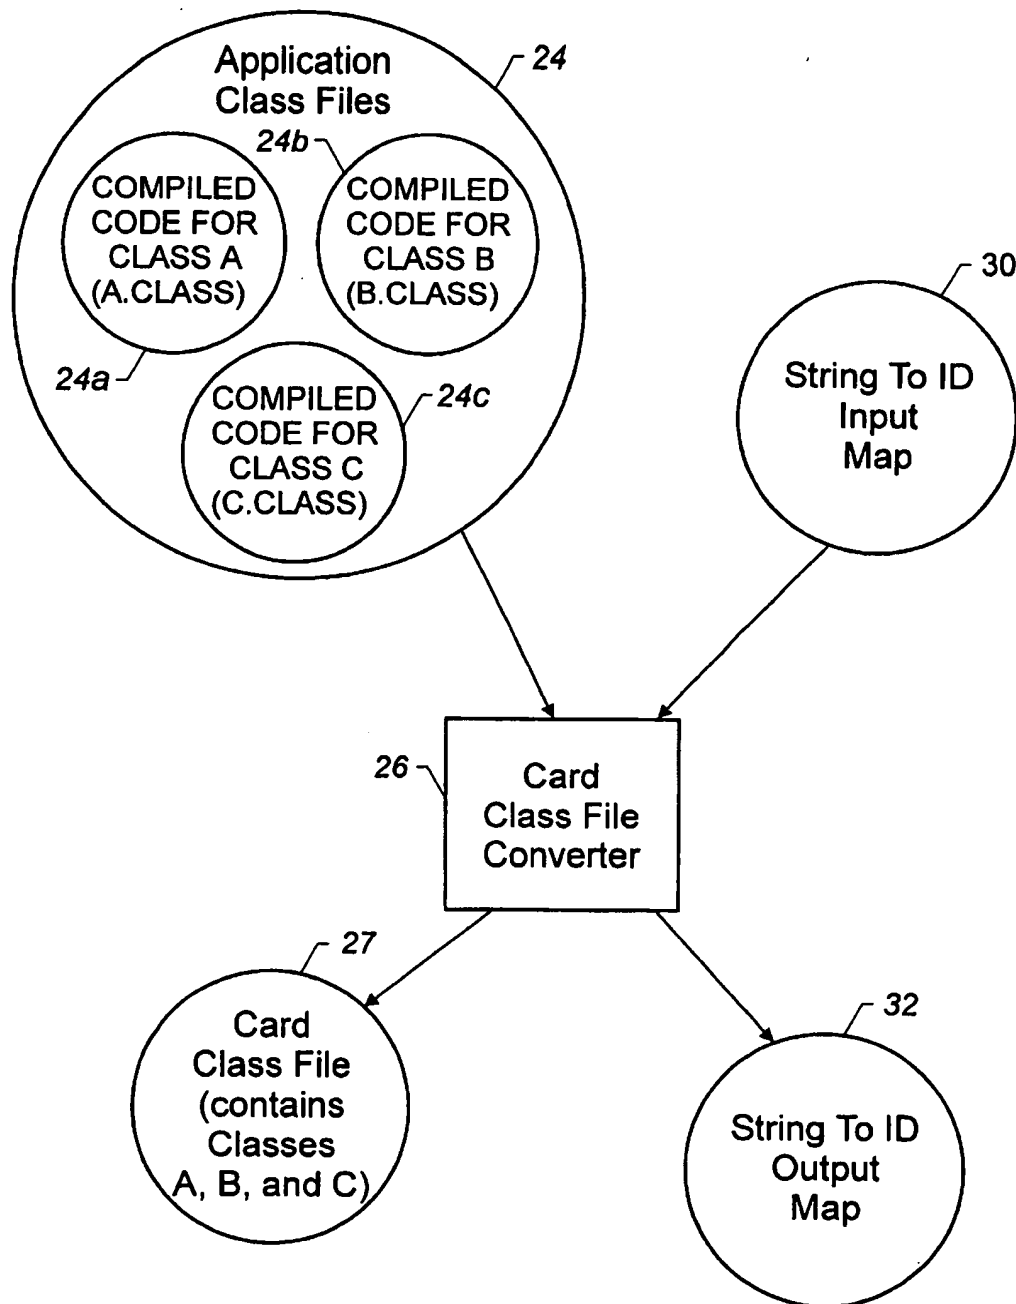 24
Application
Class Files
24b
COMPILED
CODE FOR
CLASS A
(A.CLASS)
COMPILED
CODE FOR
CLASS B
(B.CLASS)
24a
COMPILED
CODE FOR
CLASS C
(C.CLASS)
24c
30
String To ID
Input
Map
26
Card
Class File
Converter
27
Card
Class File
(contains
Classes
A, B, and C)
32
String To ID
Output
Map